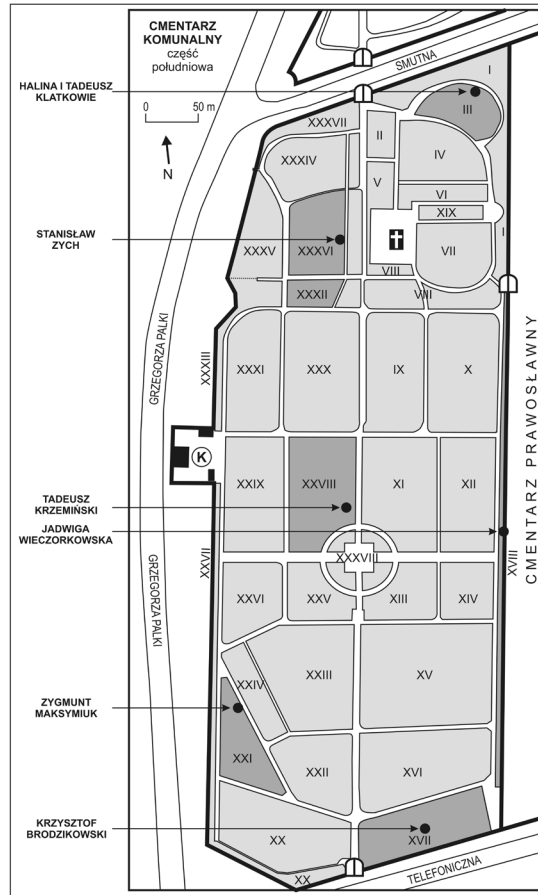 CMENTARZ
KOMUNALNY
część
południowa
0 50 m
N
SMUTNA
HALINA I TADEUSZ
KLATKOWIE
I
III
XXXVII
II
IV
XXXIV
V
VI
XIX
STANISŁAW
ZYCH
XXXV
XXXVI
VII
I
VIII
XXXII
VIII
GRZEGORZA PALKI
XXXIII
XXXI
XXX
IX
X
CMENTARZ PRAWOSŁAWNY
K
XXIX
XXVIII
XI
XII
TADEUSZ
KRZEMIŃSKI
JADWIGA
WIECZORKOWSKA
XXXVIII
XVIII
XXVII
GRZEGORZA PALKI
XXVI
XXV
XIII
XIV
XXIV
XXIII
XV
ZYGMUNT
MAKSYMIUK
XXI
XXII
XVI
KRZYSZTOF
BRODZIKOWSKI
XX
XVII
XX
TELEFONICZNA